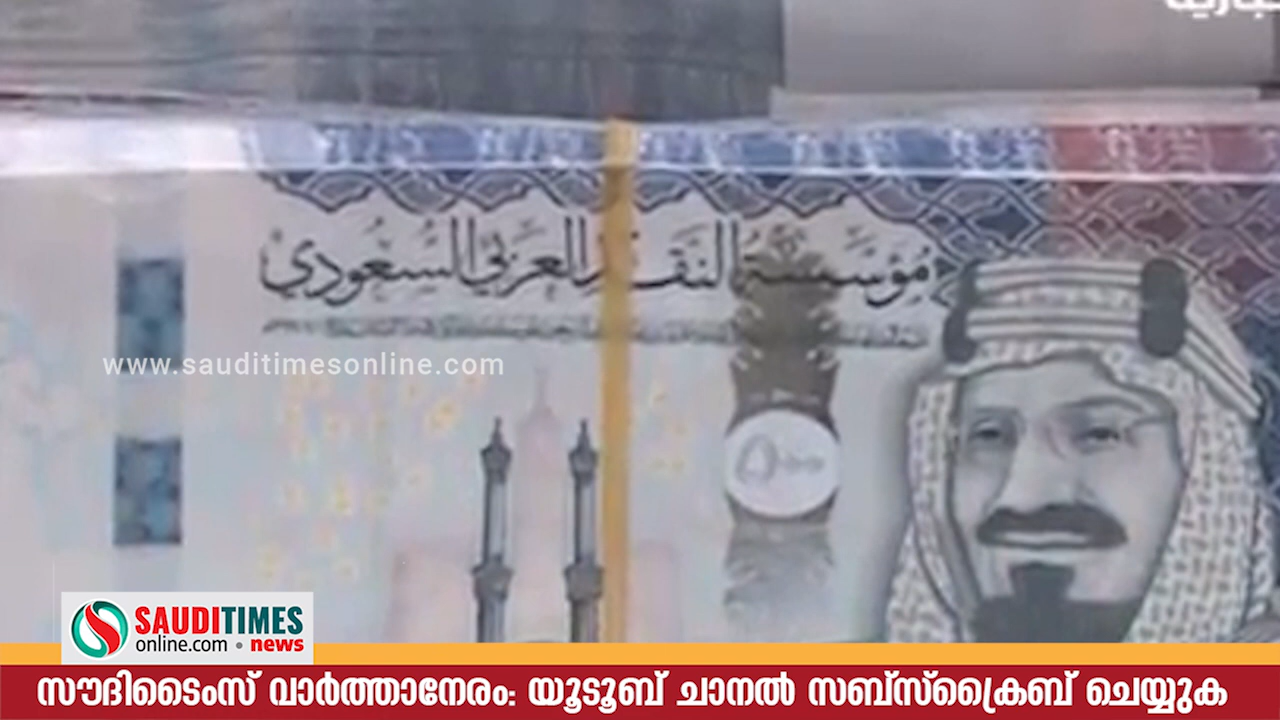 مؤسسة النقد العربي السعودي
www.sauditimesonline.com
SAUDITIMES
online.com • news
സൗദിടൈംസ് വാർത്താനേരം: യൂടൂബ് ചാനൽ സബ്സ്ക്രൈബ് ചെയ്യുക